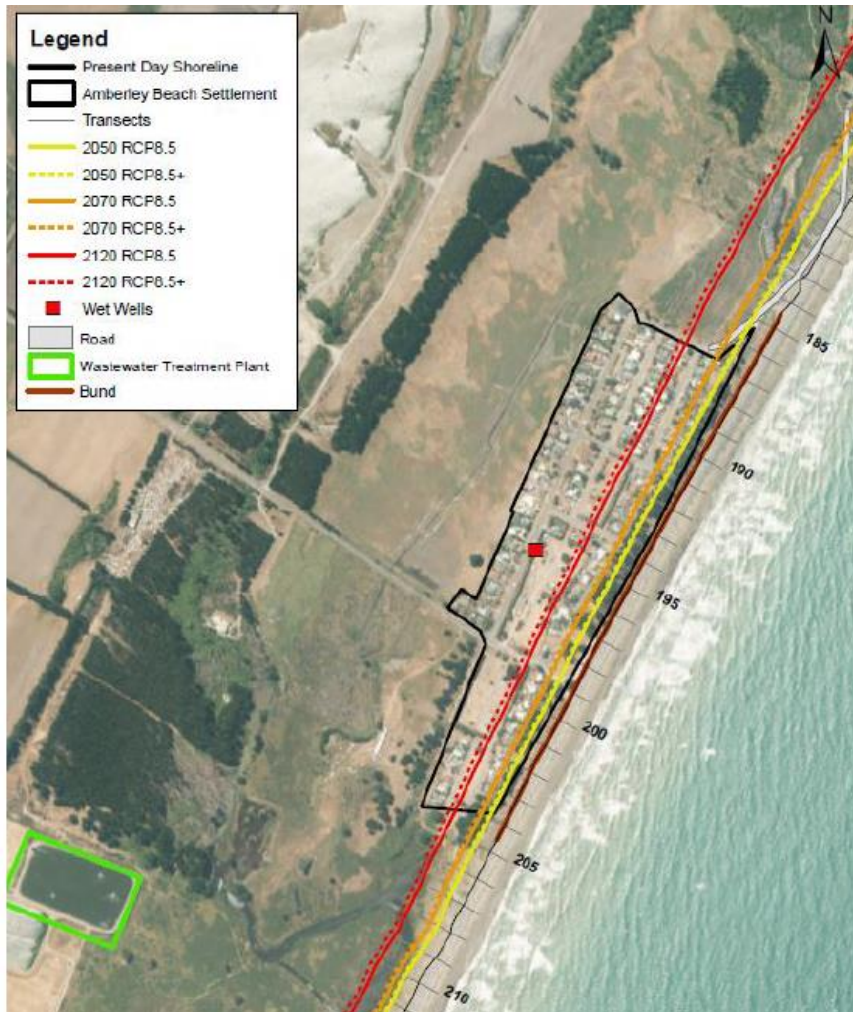 Legend
Present Day Shoreline
Amberley Beach Settlement
Transects
2050 RCP8.5
2050 RCP8.5+
2070 RCP8.5
2070 RCP8.5+
2120 RCP8.5
2120 RCP8.5+
Wet Wells
Road
Wastewater Treatment Plant
Bund
N
185
190
195
200
205
210